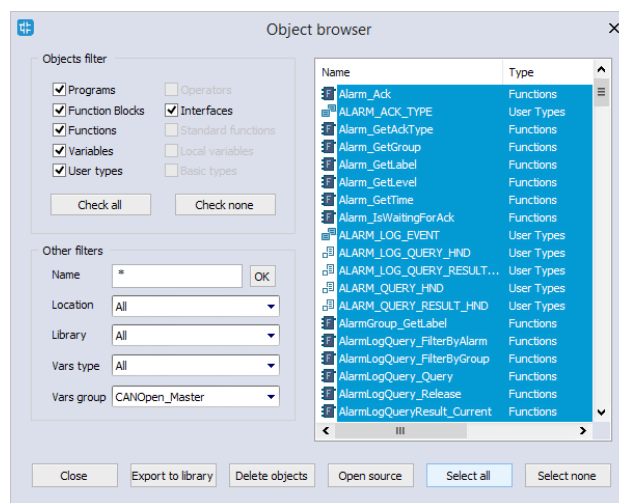 Object browser
Objects filter
Programs
Operators
Function Blocks
Interfaces
Functions
Standard functions
Variables
Local variables
User types
Basic types
Check all
Check none
Other filters
Name
*
OK
Location
All
Library
All
Vars type
All
Vars group
CANOpen_Master
Name Type
Alarm_Ack Functions
ALARM_ACK_TYPE User Types
Alarm_GetAckType Functions
Alarm_GetGroup Functions
Alarm_GetLabel Functions
Alarm_GetLevel Functions
Alarm_GetTime Functions
Alarm_IsWaitingForAck Functions
ALARM_LOG_EVENT User Types
ALARM_LOG_QUERY_HND User Types
ALARM_LOG_QUERY_RESULT... User Types
ALARM_QUERY_HND User Types
ALARM_QUERY_RESULT_HND User Types
AlarmGroup_GetLabel Functions
AlarmLogQuery_FilterByAlarm Functions
AlarmLogQuery_FilterByGroup Functions
AlarmLogQuery_Query Functions
AlarmLogQuery_Release Functions
AlarmLogQueryResult_Current Functions
Close
Export to library
Delete objects
Open source
Select all
Select none